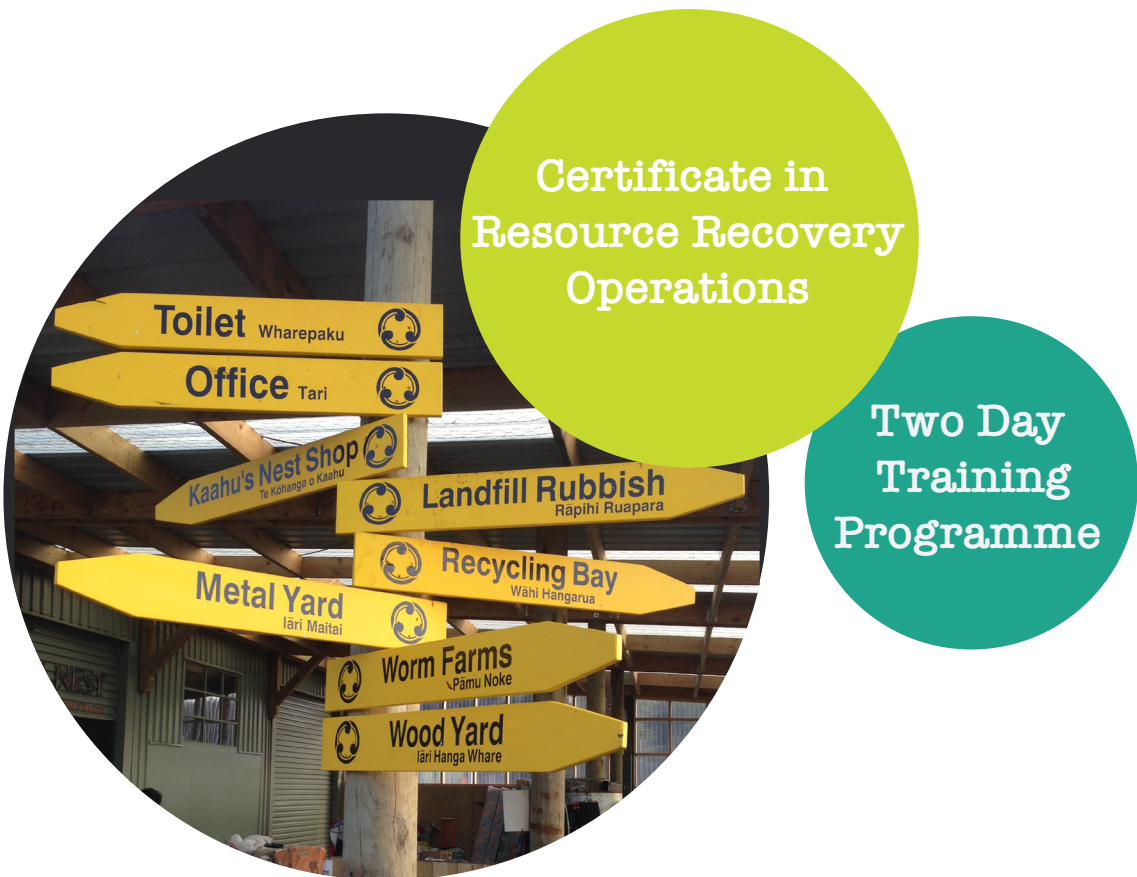 Certificate in
Resource Recovery
Operations
Two Day
Training
Programme
Toilet Wharepaku
Office Tari
Kaahu's Nest Shop
Te Kōhanga o Kaahu
Landfill Rubbish
Rāpihi Ruapara
Recycling Bay
Wāhi Hangarua
Metal Yard
Iāri Maitai
Worm Farms
Pāmu Noke
Wood Yard
Iāri Hanga Whare
NEST